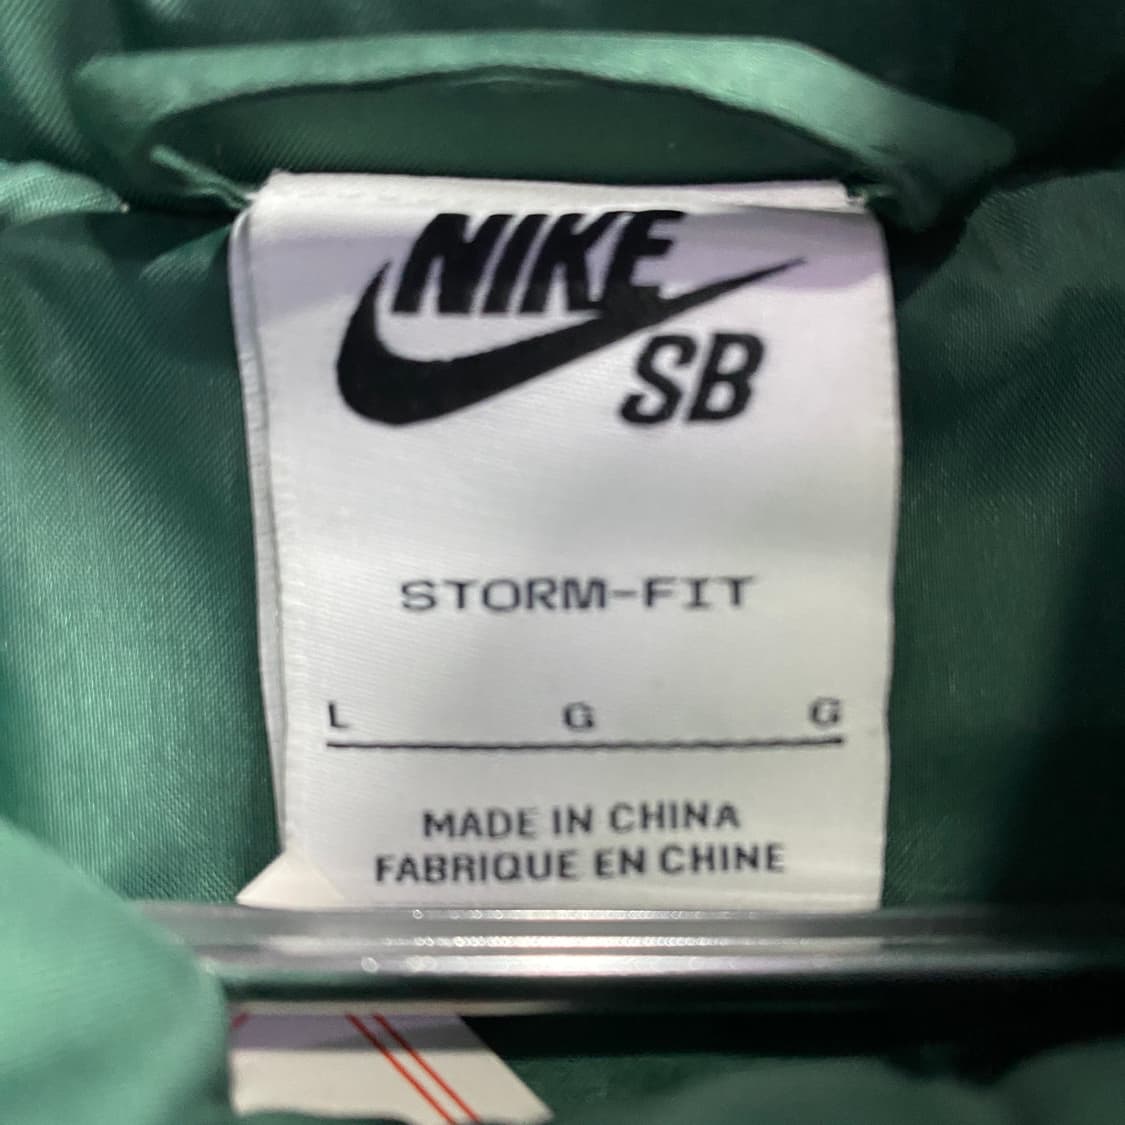 NIKE
SB
STORM-FIT
L G G
MADE IN CHINA
FABRIQUE EN CHINE